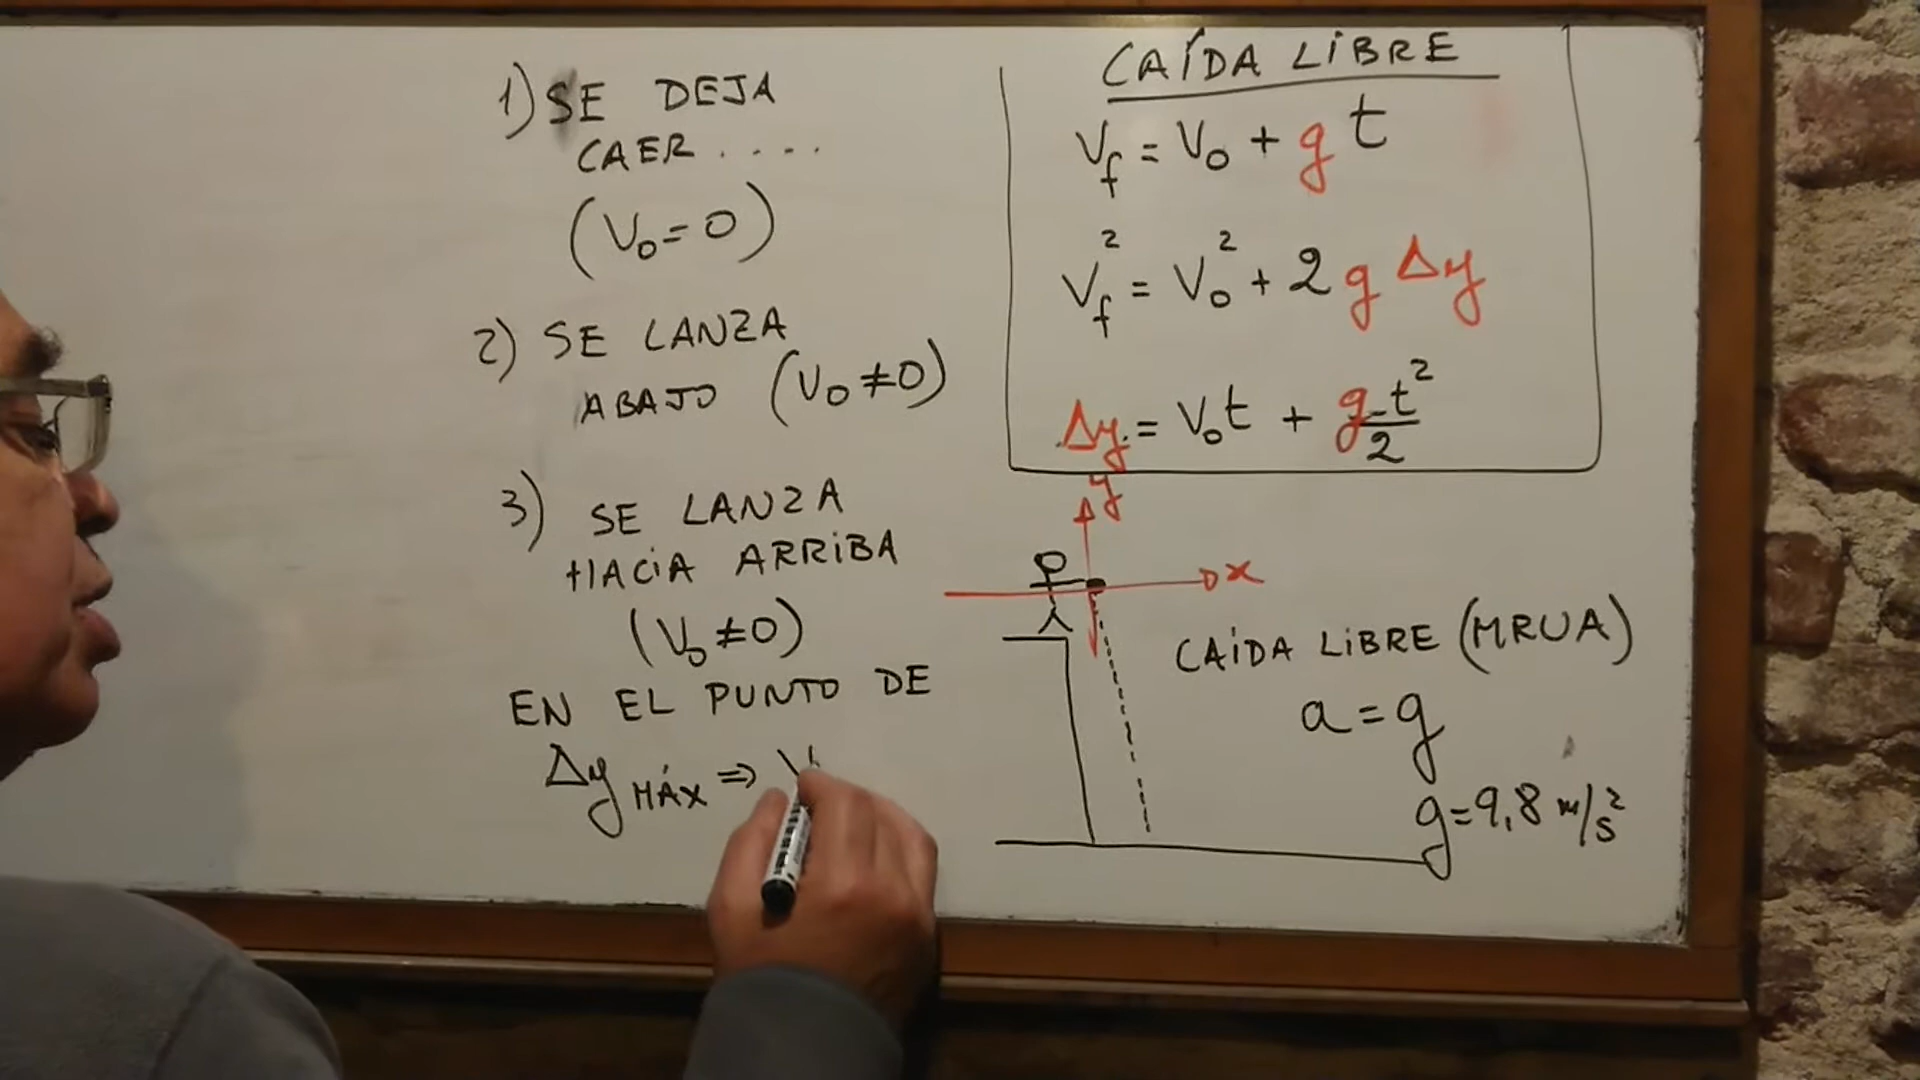 1) SE DEJA
CAER . . . .
(V₀=0)
2) SE LANZA
ABAJO (V₀≠0)
3) SE LANZA
HACIA ARRIBA
(V₀≠0)
EN EL PUNTO DE
Δy MÁX ⇒ V
CAÍDA LIBRE
V_f = V₀ + g t
V_f² = V₀² + 2 g Δy
Δy = V₀t + g t²/2
y
x
CAÍDA LIBRE (MRUA)
a = g
g=9,8 m/s²